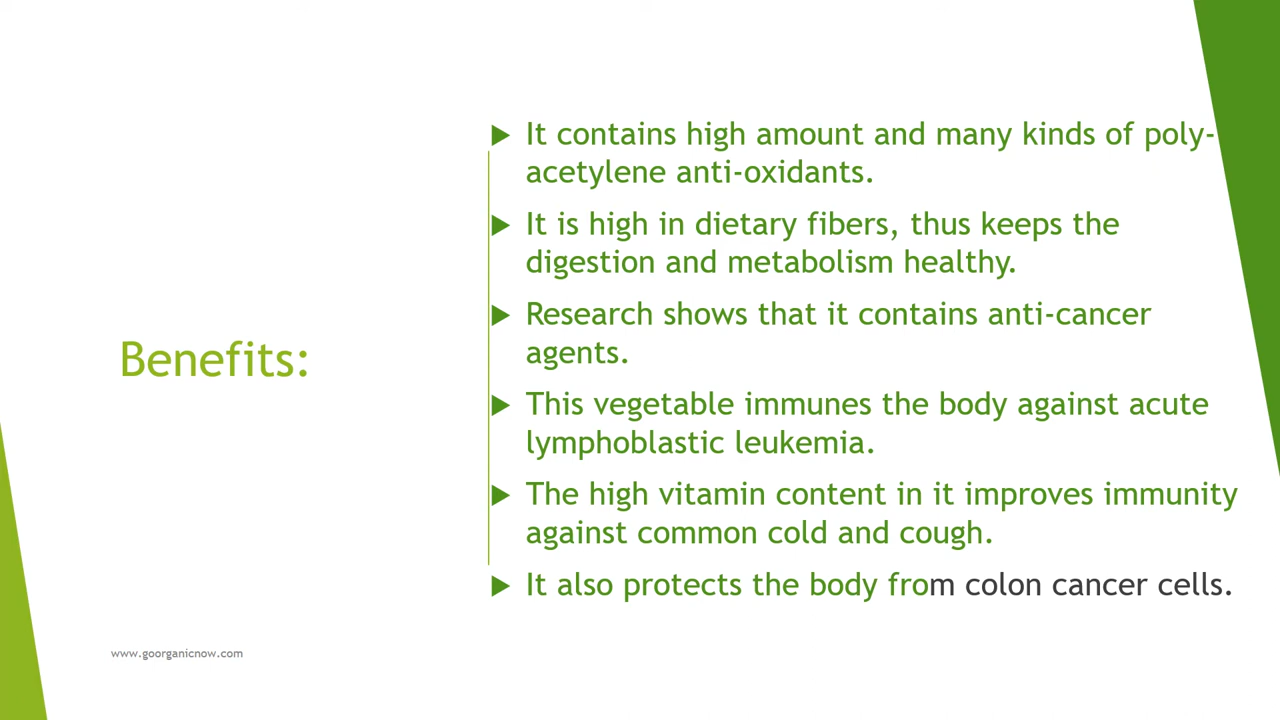 Benefits:
It contains high amount and many kinds of poly-
acetylene anti-oxidants.
It is high in dietary fibers, thus keeps the
digestion and metabolism healthy.
Research shows that it contains anti-cancer
agents.
This vegetable immunes the body against acute
lymphoblastic leukemia.
The high vitamin content in it improves immunity
against common cold and cough.
It also protects the body from colon cancer cells.
www.goorganicnow.com